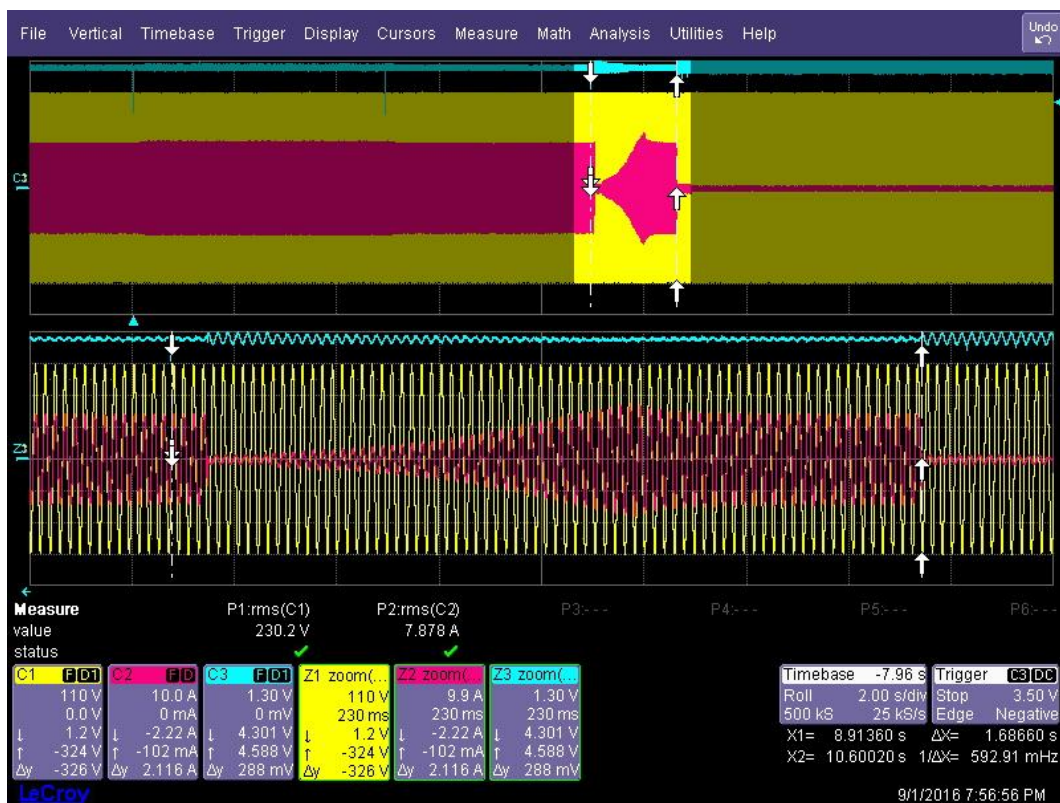 File Vertical Timebase Trigger Display Cursors Measure Math Analysis Utilities Help Undo
C3
Z3
Measure P1:rms(C1) P2:rms(C2) P3:--- P4:--- P5:--- P6:---
value 230.2 V 7.878 A
status
C1 F D1 C2 F D C3 F D1 Z1 zoom(... Z2 zoom(... Z3 zoom(... Timebase -7.96 s Trigger C3 DC
110 V 10.0 A 1.30 V 110 V 9.9 A 1.30 V Roll 2.00 s/div Stop 3.50 V
0.0 V 0 mA 0 mV 230 ms 230 ms 230 ms 500 kS 25 kS/s Edge Negative
↓ 1.2 V ↓ -2.22 A ↓ 4.301 V ↓ 1.2 V ↓ -2.22 A ↓ 4.301 V X1= 8.91360 s ΔX= 1.68660 s
↑ -324 V ↑ -102 mA ↑ 4.588 V ↑ -324 V ↑ -102 mA ↑ 4.588 V X2= 10.60020 s 1/ΔX= 592.91 mHz
Δy -326 V Δy 2.116 A Δy 288 mV Δy -326 V Δy 2.116 A Δy 288 mV
LeCroy 9/1/2016 7:56:56 PM